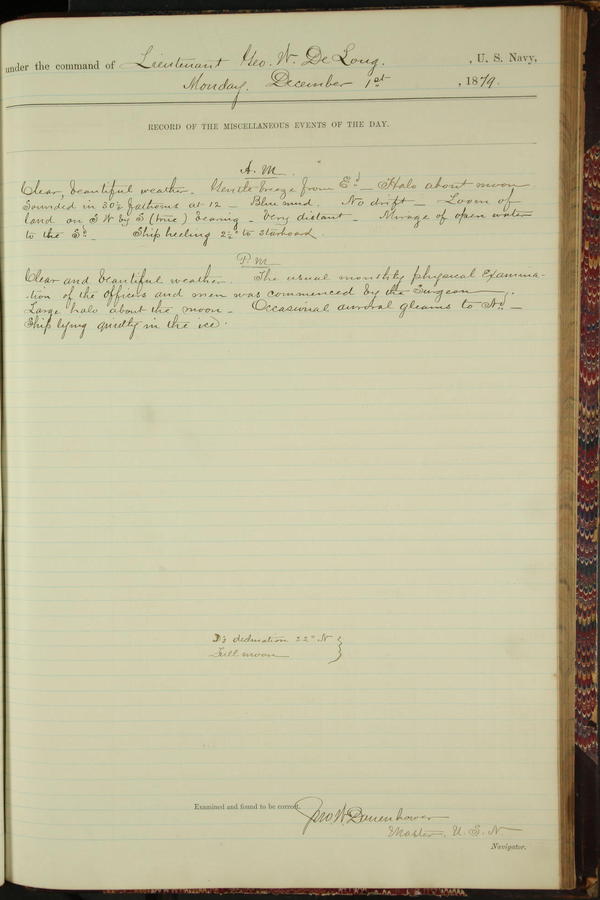 under the command of Lieutenant Geo. W. De Long. , U. S. Navy,
Monday, December 1st , 1879.
RECORD OF THE MISCELLANEOUS EVENTS OF THE DAY.
A. M.
Clear, beautiful weather. Gentle breeze from Ed — Halo about moon
Sounded in 30½ fathoms at 12 — Blue mud. No drift — Loom of
land on S W by S (true) bearing — Very distant — Mirage of open water
to the Ed — Ship heeling 2½° to starboard.
P. M.
Clear and beautiful weather. The usual monthly physical examina-
tion of the officers and men was commenced by the Surgeon.
Large halo about the moon — Occasional auroral gleams to Nd —
Ship lying quietly in the ice.
D's declination 22° N }
Full moon
Examined and found to be correct.
Jno W Danenhower
Master, U. S. N
Navigator.